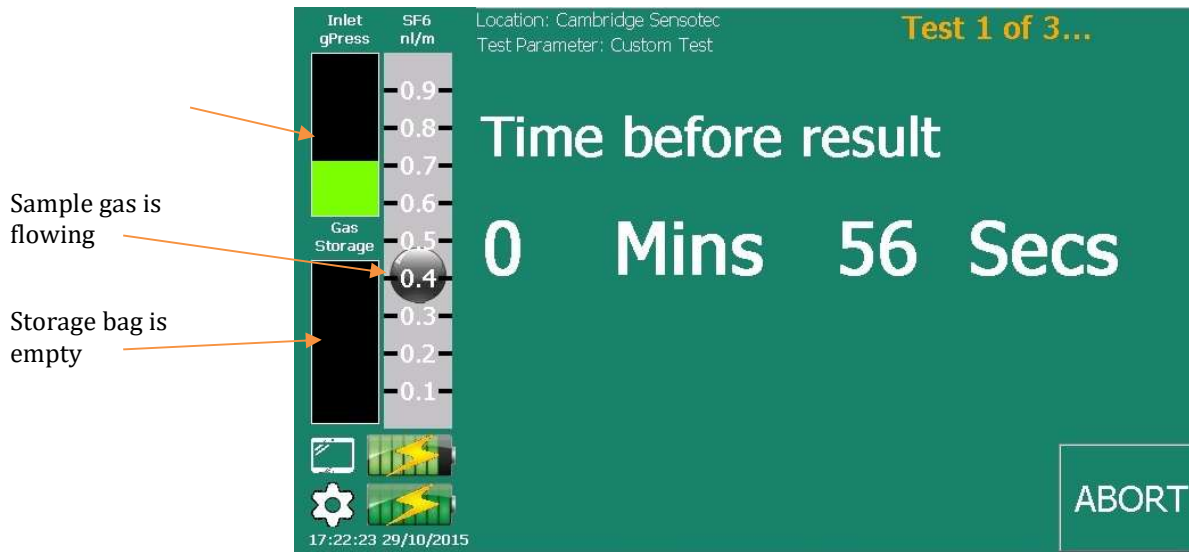 Inlet
gPress
SF6
nl/m
Location: Cambridge Sensotec
Test Parameter: Custom Test
Test 1 of 3...
0.9
0.8
0.7
0.6
0.5
0.4
0.3
0.2
0.1
Time before result
0 Mins 56 Secs
Sample gas is
flowing
Gas
Storage
Storage bag is
empty
ABORT
17:22:23 29/10/2015